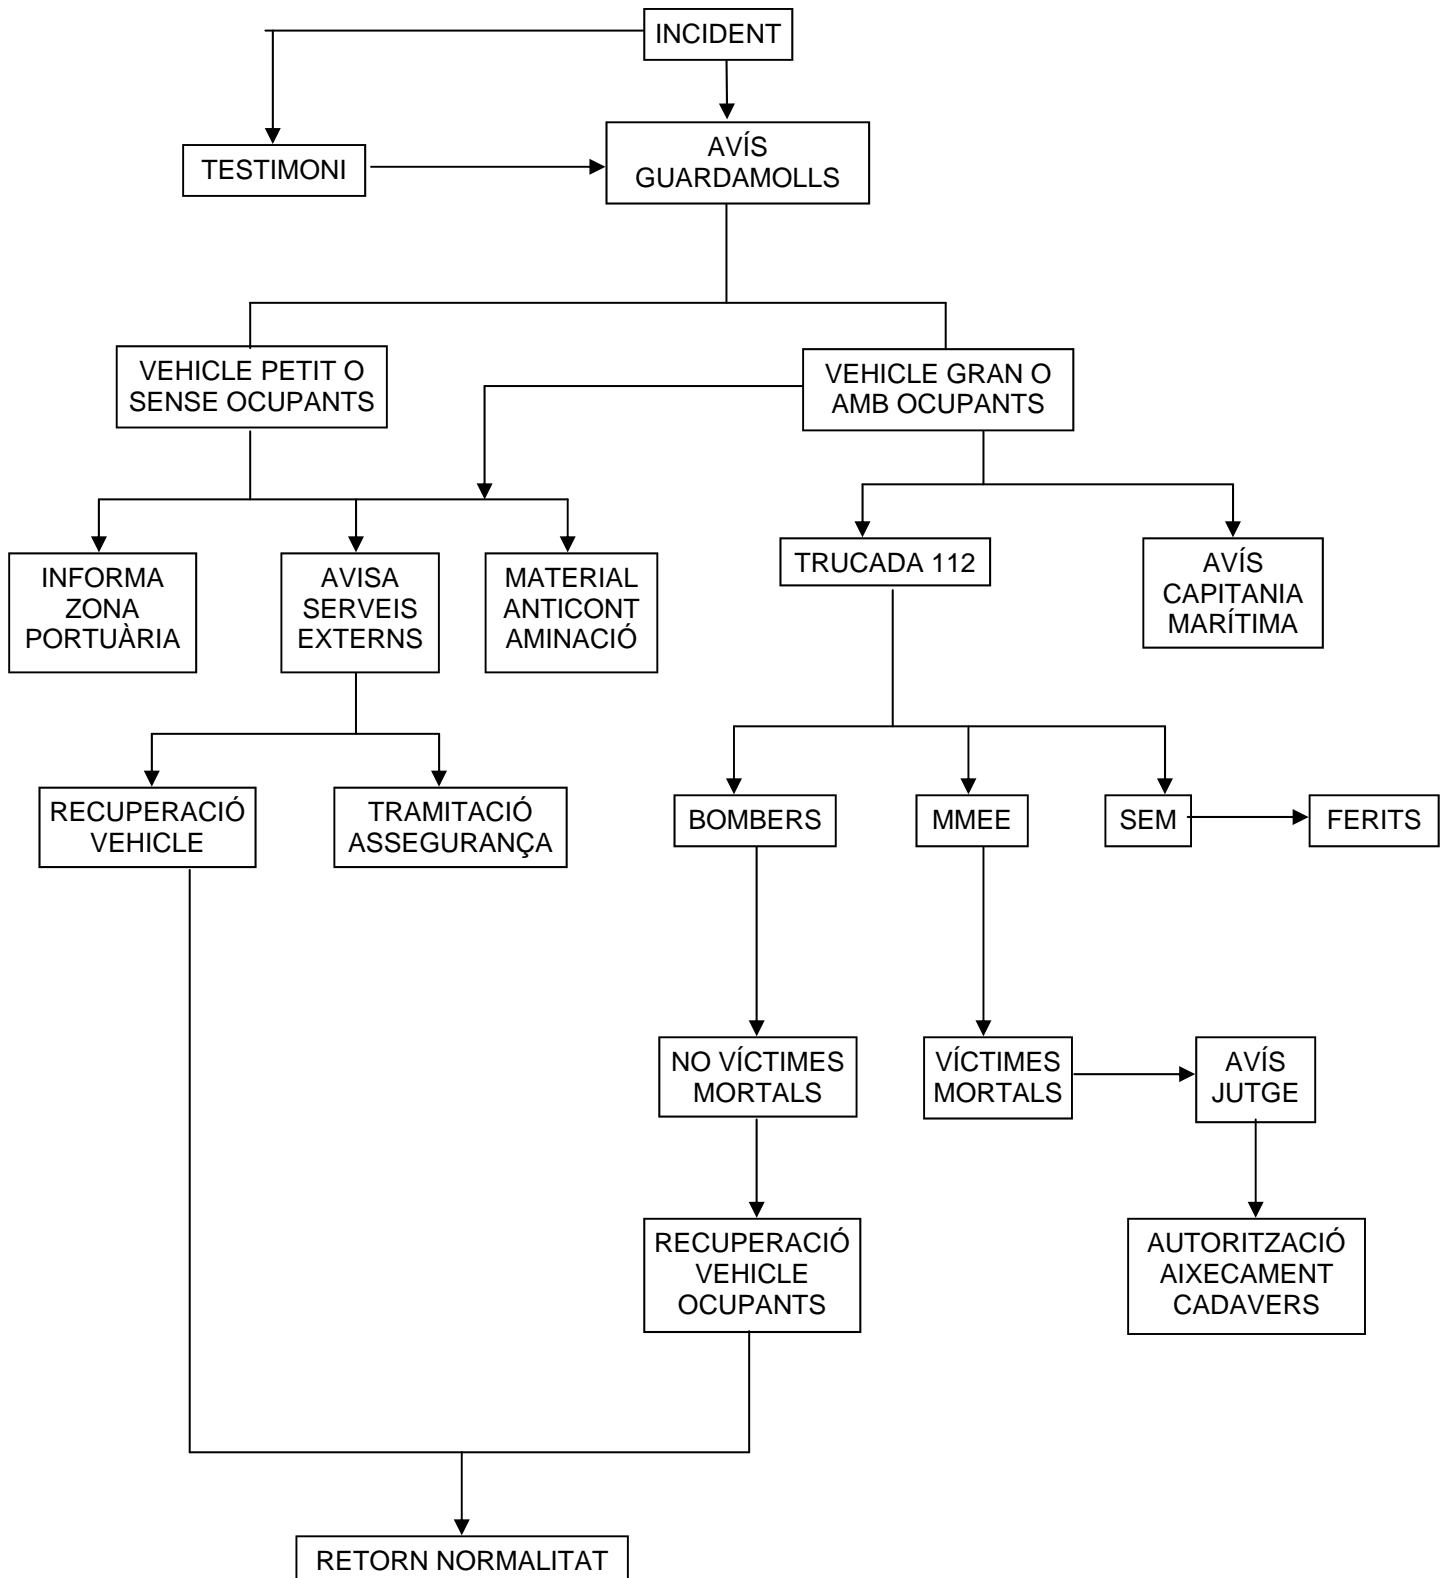 INCIDENT
TESTIMONI
AVÍS
GUARDAMOLLS
VEHICLE PETIT O
SENSE OCUPANTS
VEHICLE GRAN O
AMB OCUPANTS
INFORMA
ZONA
PORTUÀRIA
AVISA
SERVEIS
EXTERNS
MATERIAL
ANTICONT
AMINACIÓ
TRUCADA 112
AVÍS
CAPITANIA
MARÍTIMA
RECUPERACIÓ
VEHICLE
TRAMITACIÓ
ASSEGURANÇA
BOMBERS
MMEE
SEM
FERITS
NO VÍCTIMES
MORTALS
VÍCTIMES
MORTALS
AVÍS
JUTGE
RECUPERACIÓ
VEHICLE
OCUPANTS
AUTORITZACIÓ
AIXECAMENT
CADAVERS
RETORN NORMALITAT